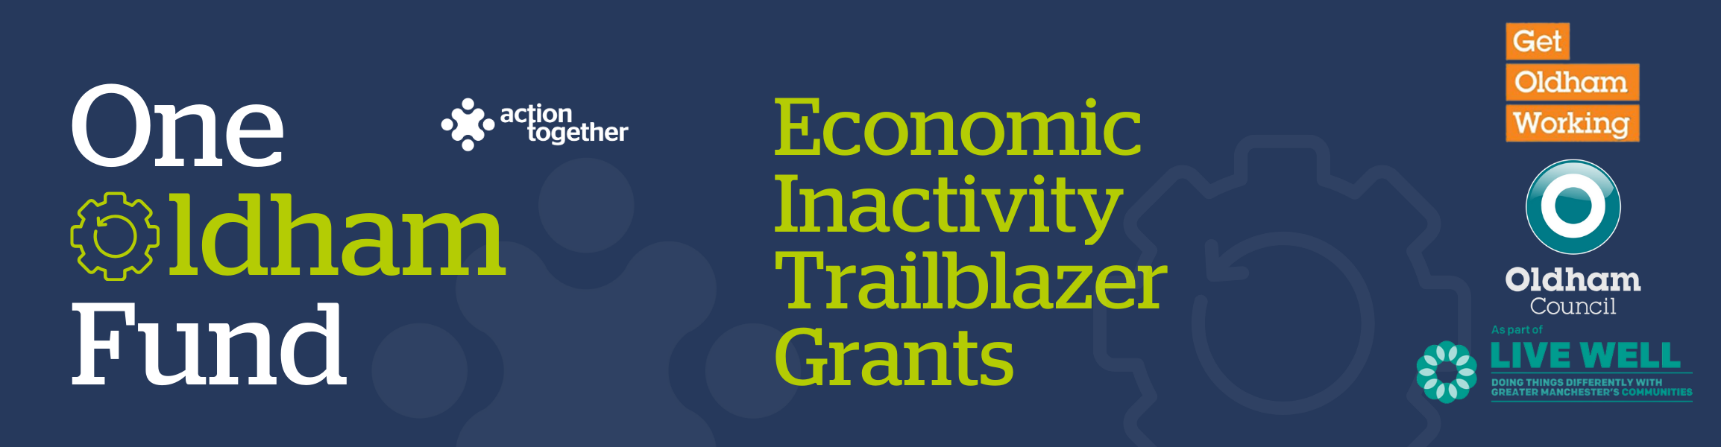 One
Oldham
Fund
action
together
Economic
Inactivity
Trailblazer
Grants
Get
Oldham
Working
Oldham
Council
As part of
LIVE WELL
DOING THINGS DIFFERENTLY WITH
GREATER MANCHESTER'S COMMUNITIES